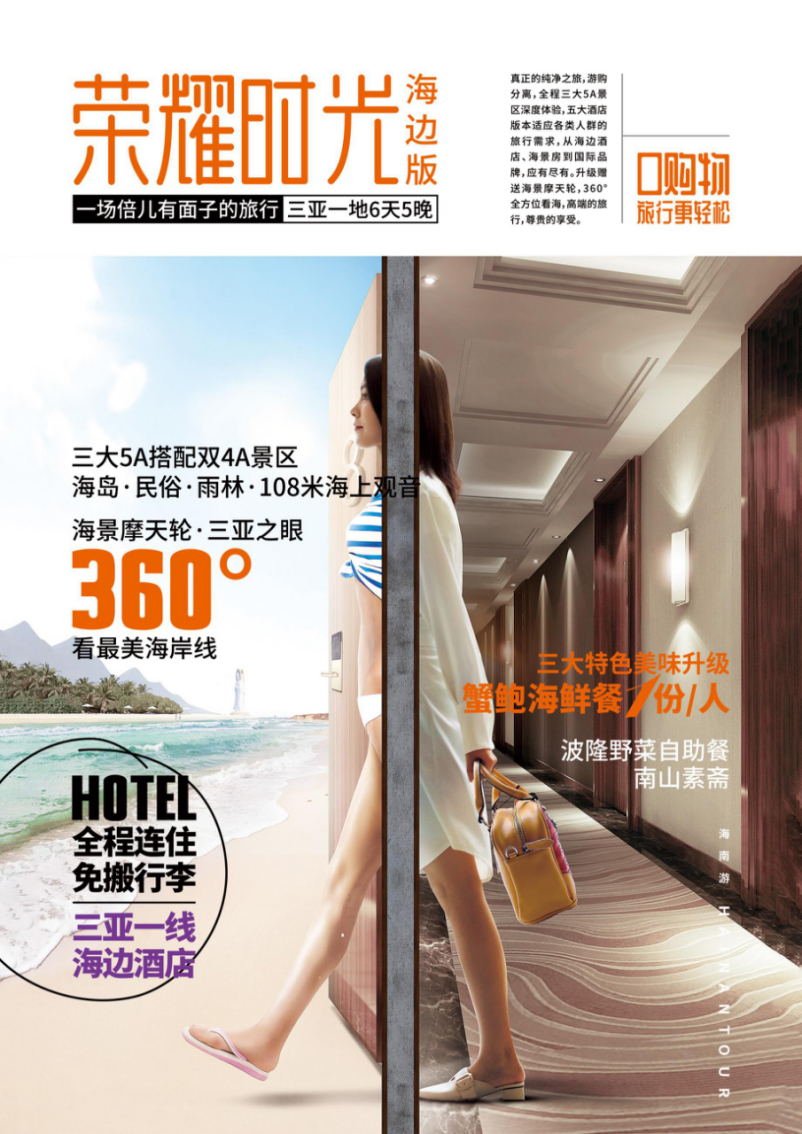 荣耀时光
海边版
一场倍儿有面子的旅行 三亚一地6天5晚
真正的纯净之旅，游购
分离，全程三大5A景
区深度体验，五大酒店
版本适应各类人群的
旅行需求，从海边酒
店、海景房到国际品
牌，应有尽有。升级赠
送海景摩天轮，360°
全方位看海，高端的旅
行，尊贵的享受。
0购物
旅行更轻松
三大5A搭配双4A景区
海岛·民俗·雨林·108米海上观音
海景摩天轮·三亚之眼
360°
看最美海岸线
三大特色美味升级
蟹鲍海鲜餐1份/人
波隆野菜自助餐
南山素斋
HOTEL
全程连住
免搬行李
三亚一线
海边酒店
海南游 HAINANTOUR